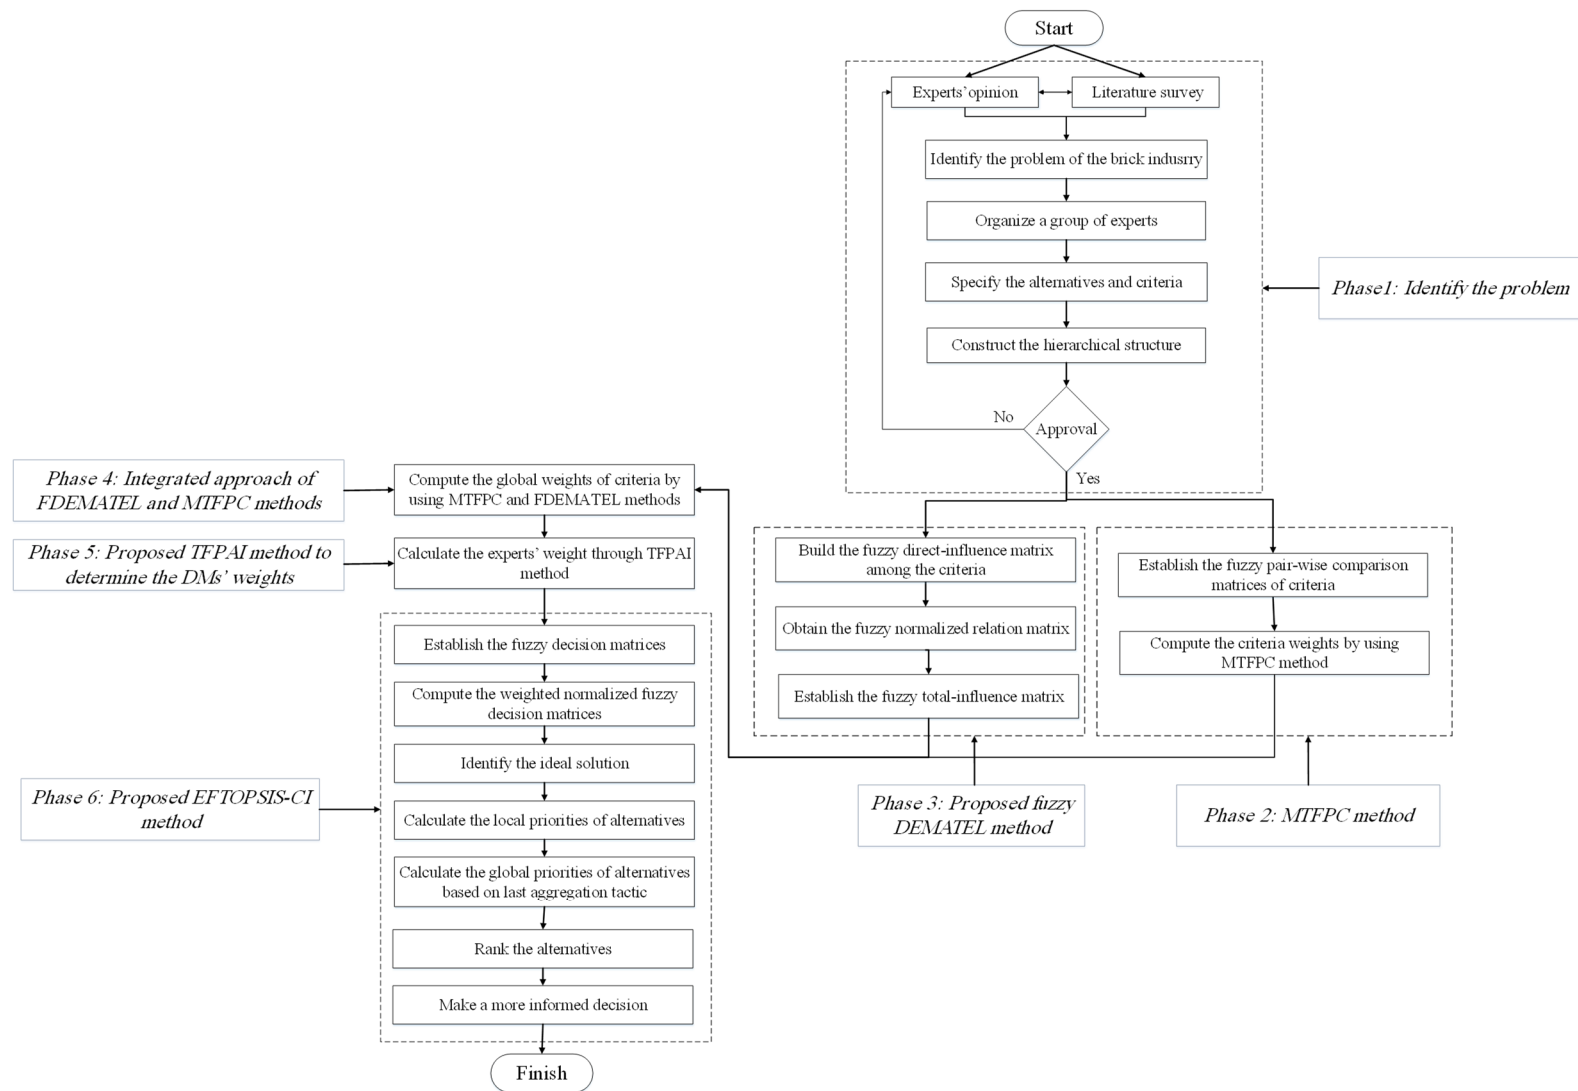 Start
Experts’opinion
Literature survey
Identify the problem of the brick indusrry
Organize a group of experts
Specify the alternatives and criteria
Construct the hierarchical structure
Approval
No
Yes
Phase1: Identify the problem
Build the fuzzy direct-influence matrix
among the criteria
Obtain the fuzzy normalized relation matrix
Establish the fuzzy total-influence matrix
Phase 3: Proposed fuzzy
DEMATEL method
Establish the fuzzy pair-wise comparison
matrices of criteria
Compute the criteria weights by using
MTFPC method
Phase 2: MTFPC method
Phase 4: Integrated approach of
FDEMATEL and MTFPC methods
Compute the global weights of criteria by
using MTFPC and FDEMATEL methods
Phase 5: Proposed TFPAI method to
determine the DMs’ weights
Calculate the experts’ weight through TFPAI
method
Establish the fuzzy decision matrices
Compute the weighted normalized fuzzy
decision matrices
Identify the ideal solution
Calculate the local priorities of alternatives
Calculate the global priorities of alternatives
based on last aggregation tactic
Rank the alternatives
Make a more informed decision
Phase 6: Proposed EFTOPSIS-CI
method
Finish